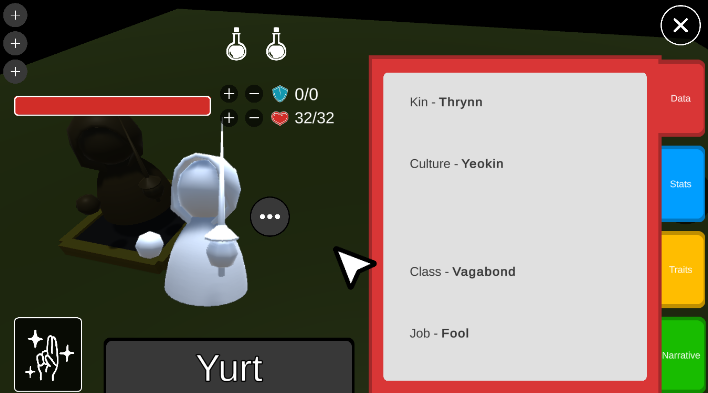 0/0
32/32
Yurt
Kin - Thrynn
Culture - Yeokin
Class - Vagabond
Job - Fool
Data
Stats
Traits
Narrative